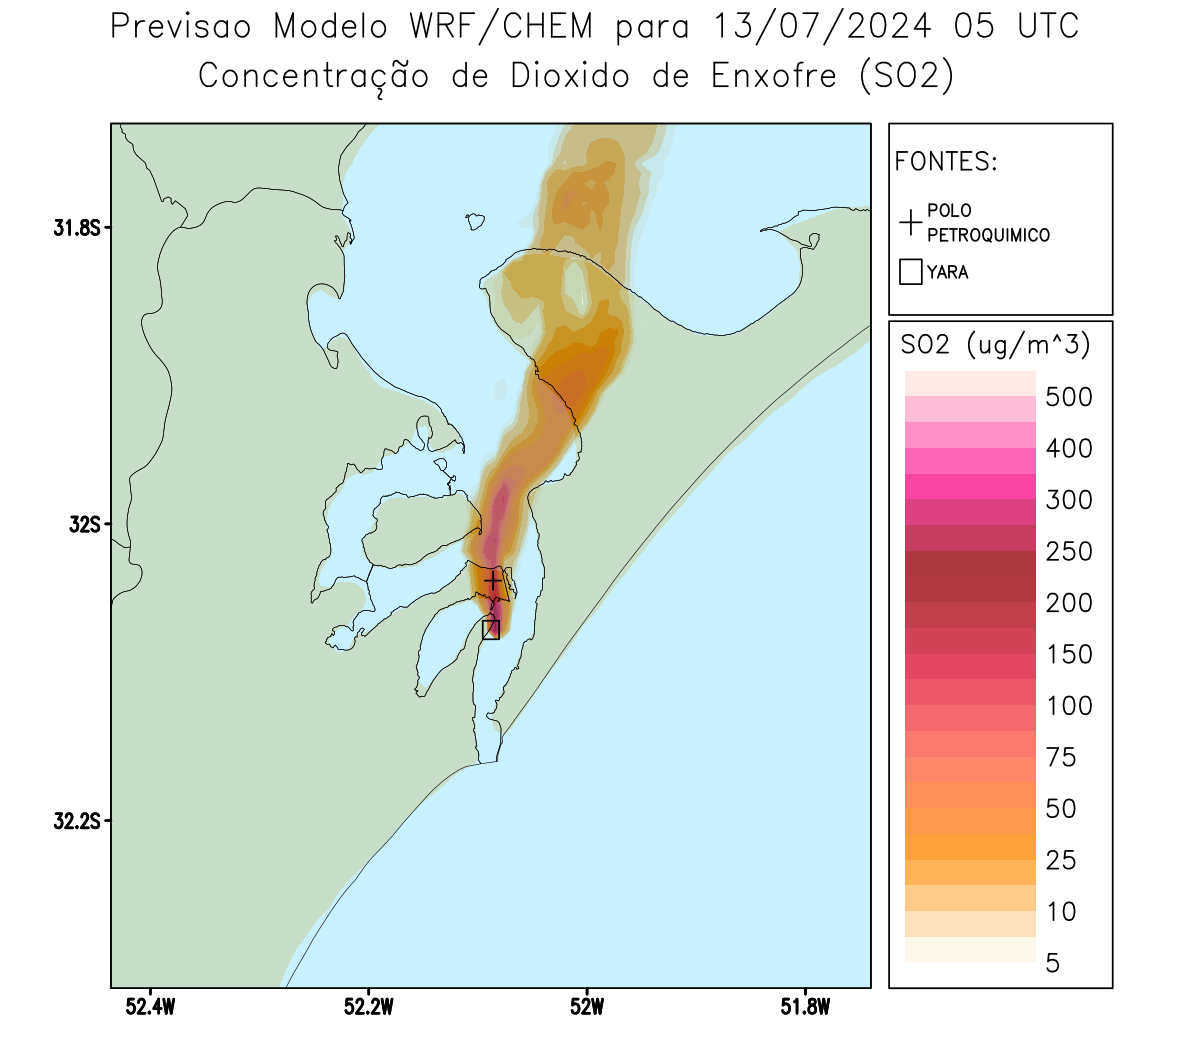 Previsao Modelo WRF/CHEM para 13/07/2024 05 UTC
Concentração de Dioxido de Enxofre (SO2)
FONTES:
POLO
PETROQUIMICO
YARA
31.8S
32S
32.2S
52.4W
52.2W
52W
51.8W
SO2 (ug/m^3)
500
400
300
250
200
150
100
75
50
25
10
5